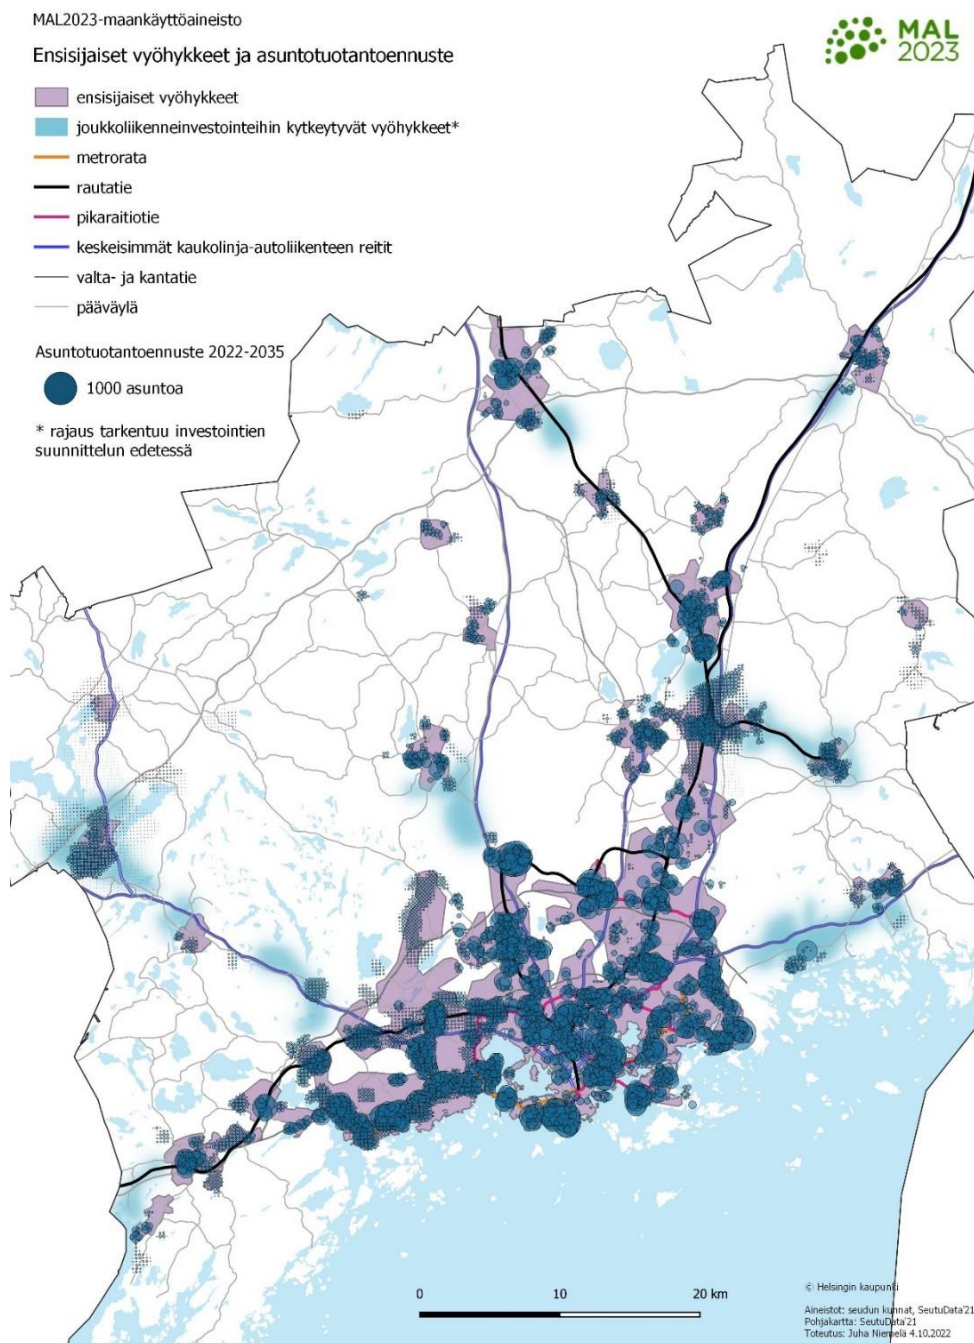 MAL2023-maankäyttöaineisto
Ensisijaiset vyöhykkeet ja asuntotuotantoennuste
MAL
2023
ensisijaiset vyöhykkeet
joukkoliikenneinvestointeihin kytkeytyvät vyöhykkeet*
metrorata
rautatie
pikaraitiotie
keskeisimmät kaukolinja-autoliikenteen reitit
valta- ja kantatie
pääväylä
Asuntotuotantoennuste 2022-2035
1000 asuntoa
* rajaus tarkentuu investointien
suunnittelun edetessä
0 10 20 km
© Helsingin kaupunki
Aineistot: seudun kunnat, SeutuData'21
Pohjakartta: SeutuData'21
Toteutus: Juha Niemelä 4.10.2022